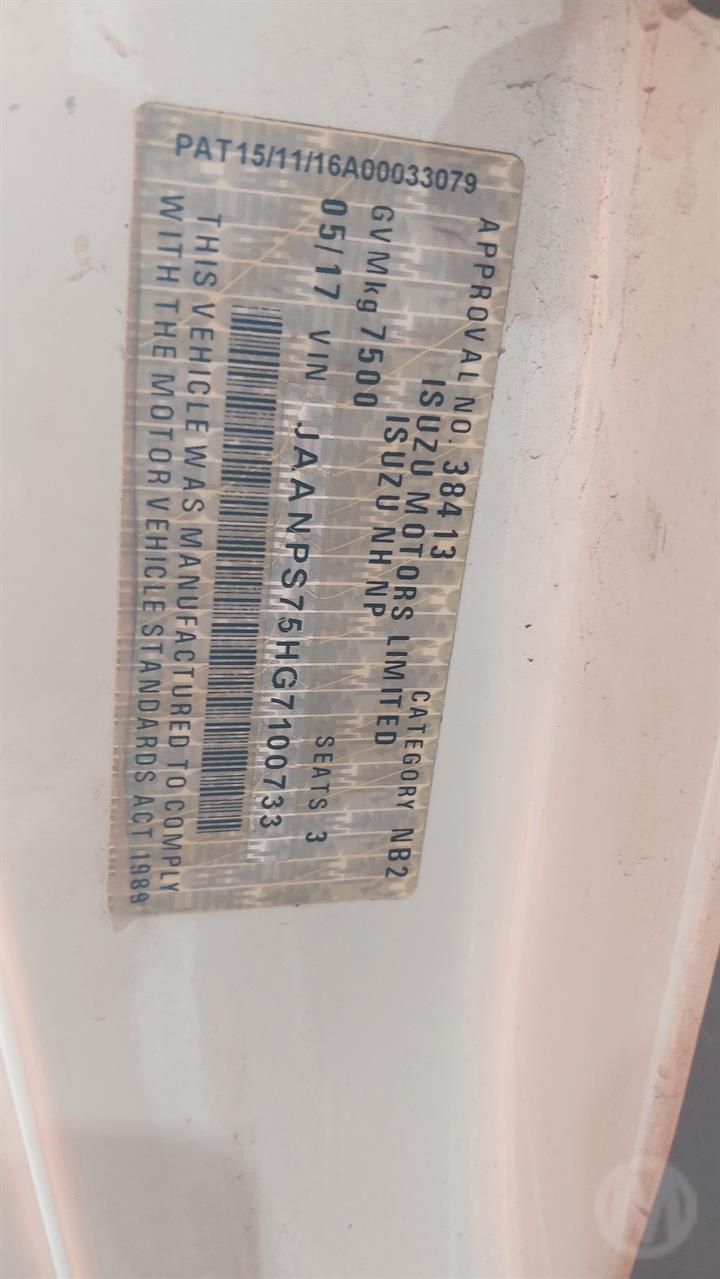 APPROVAL NO. 38413 CATEGORY NB2
ISUZU MOTORS LIMITED
ISUZU NH NP
GVMkg 7500 SEATS 3
05/17 VIN JAANPS75HG7100733
THIS VEHICLE WAS MANUFACTURED TO COMPLY
WITH THE MOTOR VEHICLE STANDARDS ACT 1989
PAT15/11/16A00033079
M